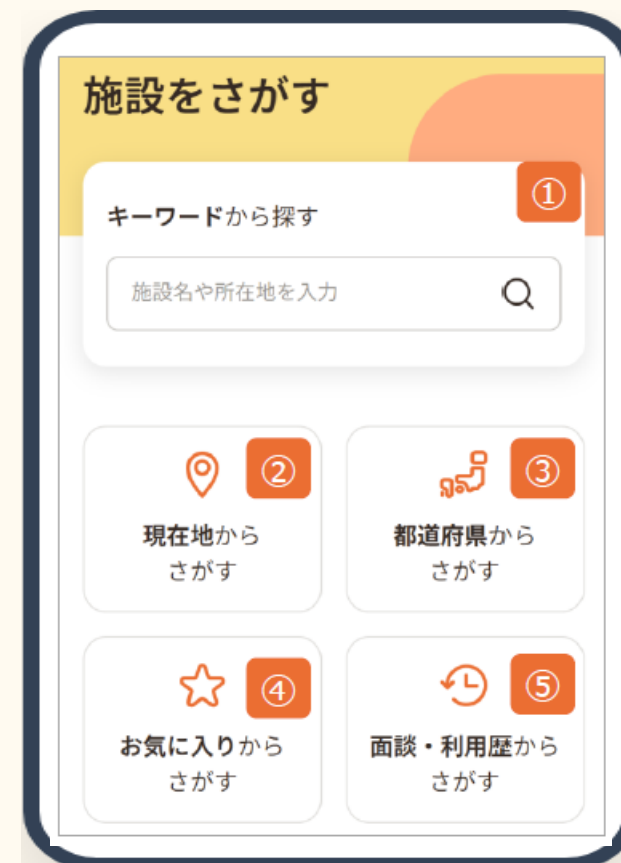 施設をさがす
①
キーワードから探す
施設名や所在地を入力
②
現在地から
さがす
③
都道府県から
さがす
④
お気に入りから
さがす
⑤
面談・利用歴から
さがす